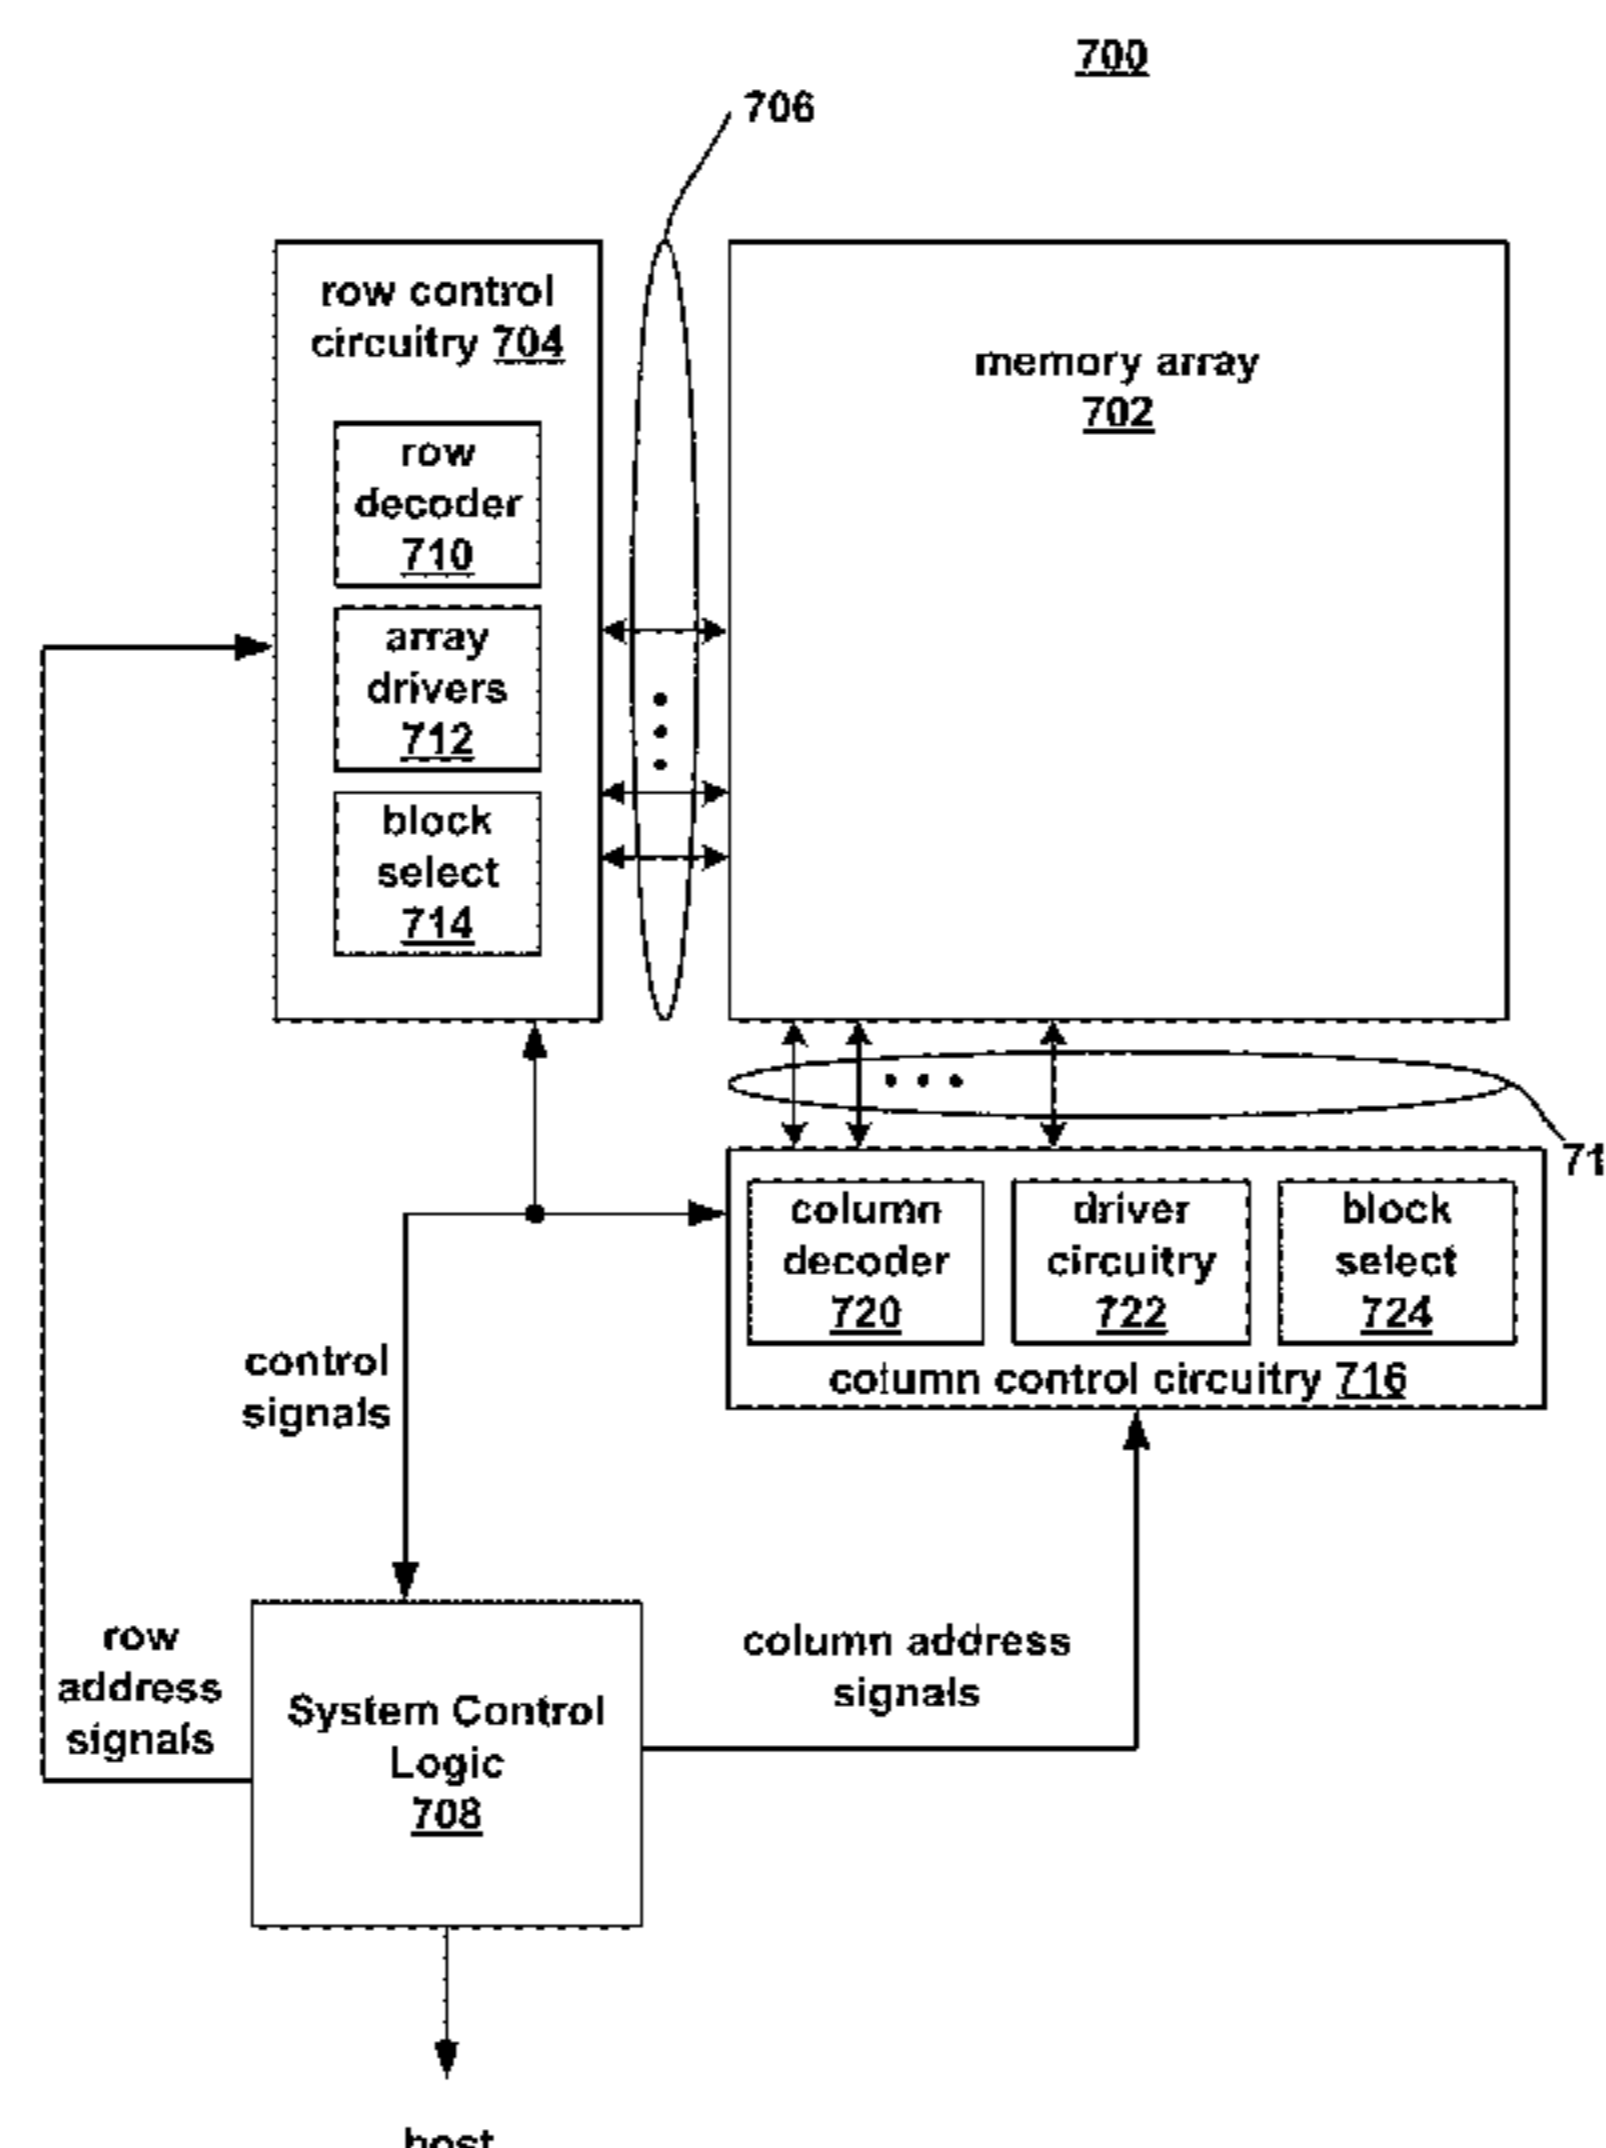 700
706
row control
circuitry 704
memory array
702
row
decoder
710
array
drivers
712
block
select
714
71
column
decoder
720
driver
circuitry
722
block
select
724
column control circuitry 716
control
signals
row
address
signals
column address
signals
System Control
Logic
708
host